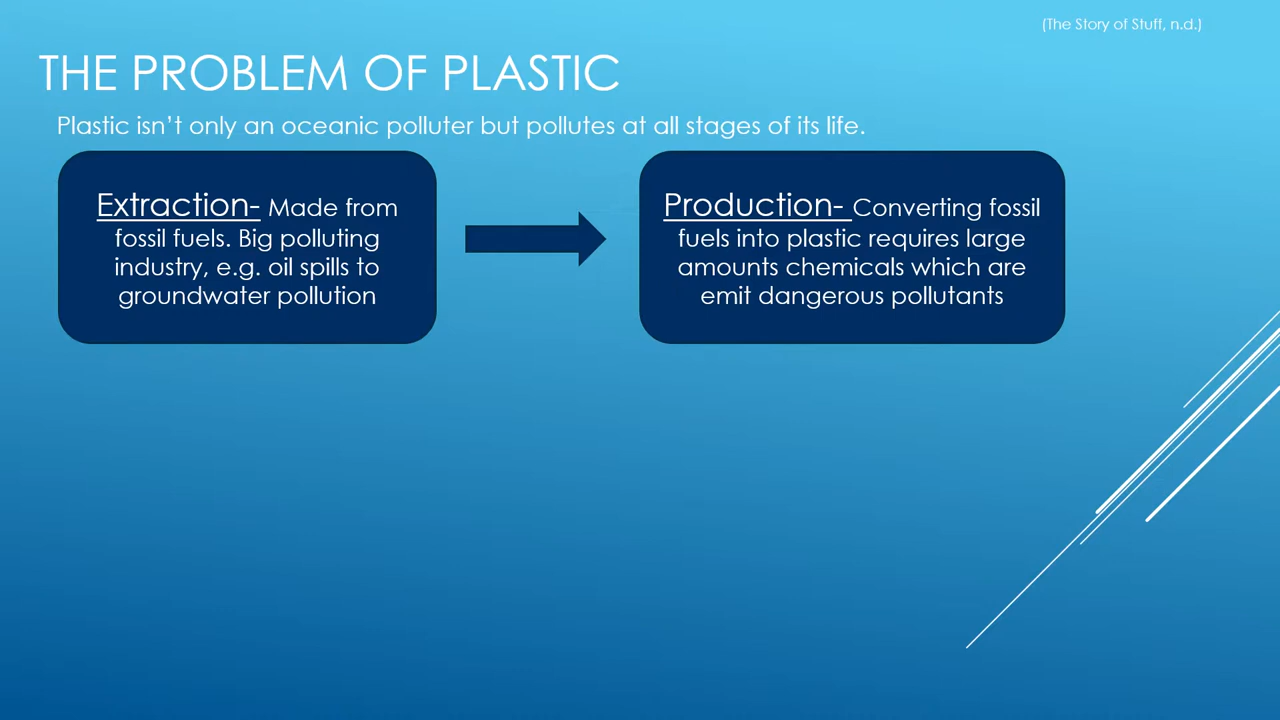 (The Story of Stuff, n.d.)
THE PROBLEM OF PLASTIC
Plastic isn’t only an oceanic polluter but pollutes at all stages of its life.
Extraction- Made from
fossil fuels. Big polluting
industry, e.g. oil spills to
groundwater pollution
Production- Converting fossil
fuels into plastic requires large
amounts chemicals which are
emit dangerous pollutants